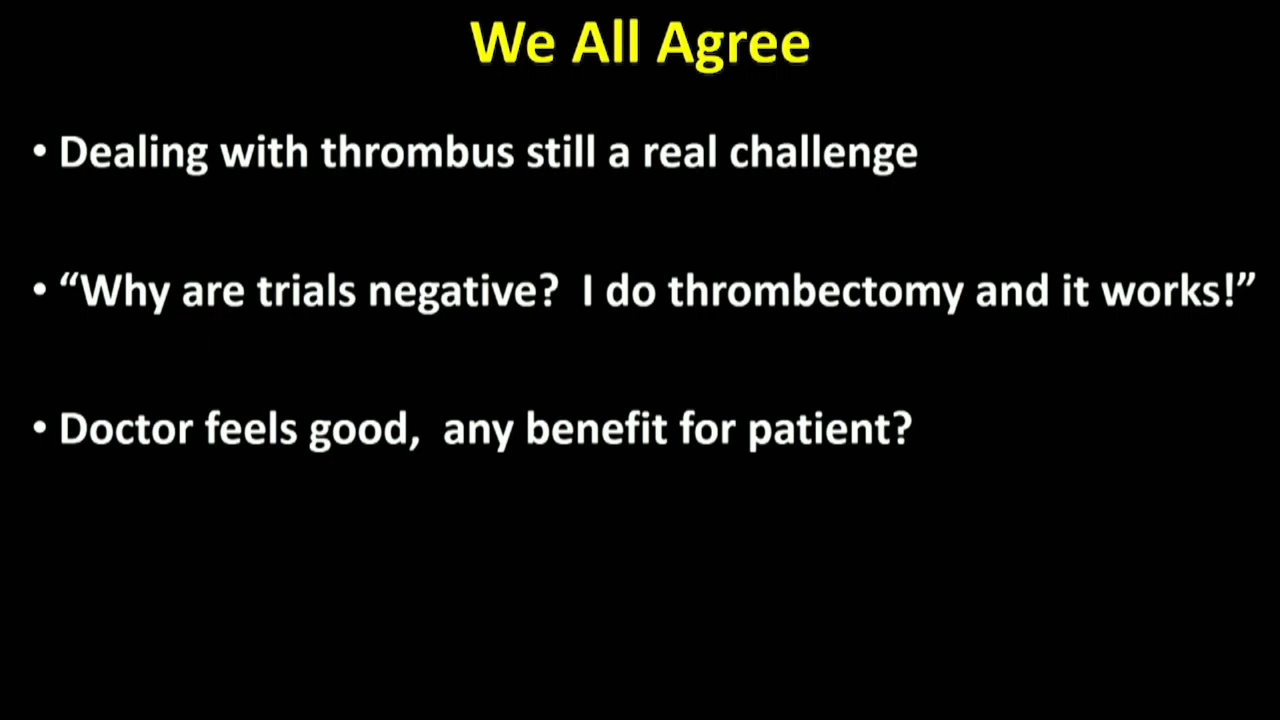 We All Agree
• Dealing with thrombus still a real challenge
• “Why are trials negative?  I do thrombectomy and it works!”
• Doctor feels good,  any benefit for patient?